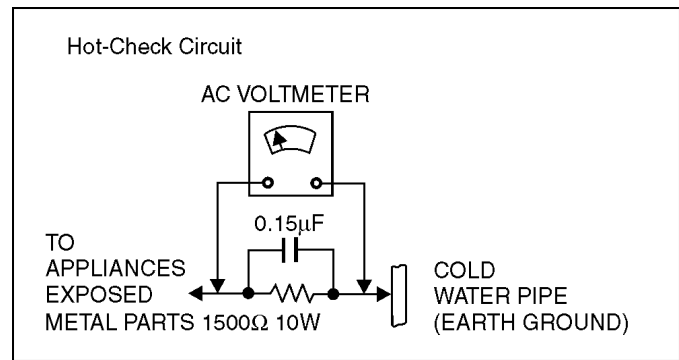 Hot-Check Circuit
AC VOLTMETER
0.15μF
TO
APPLIANCES
EXPOSED
METAL PARTS 1500Ω 10W
COLD
WATER PIPE
(EARTH GROUND)